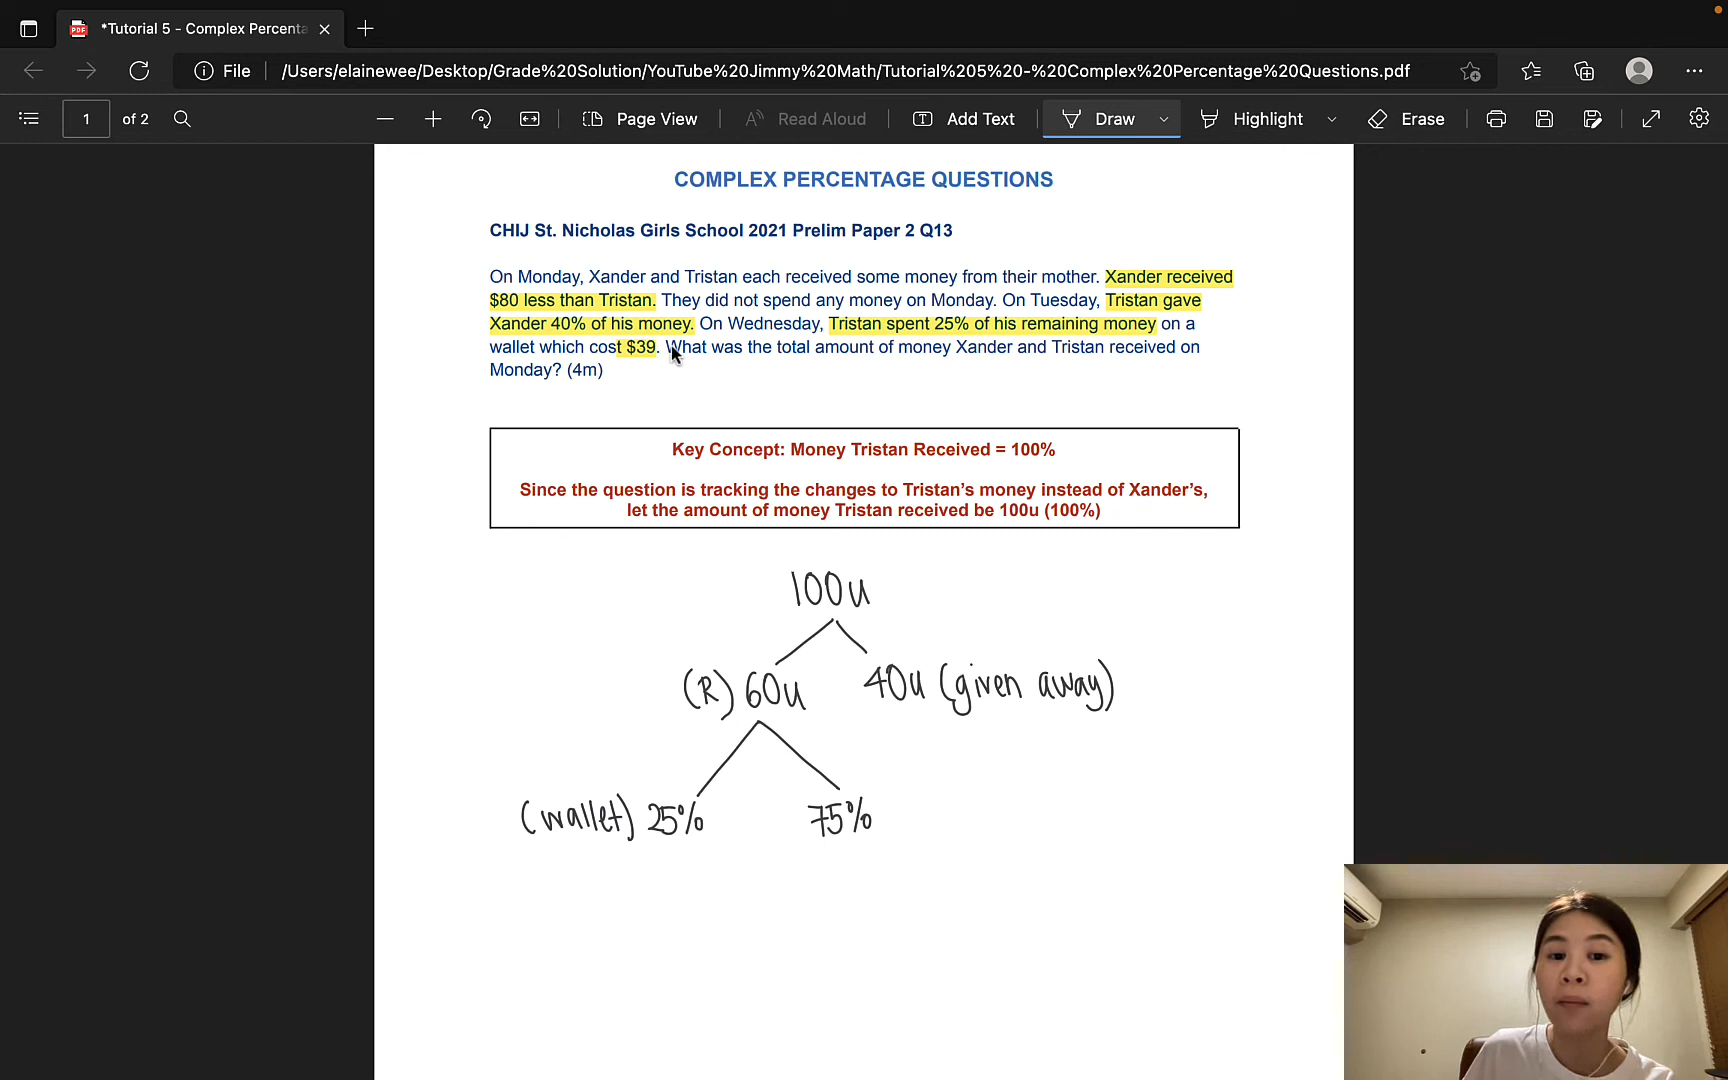 *Tutorial 5 - Complex Percenta
File
/Users/elainewee/Desktop/Grade%20Solution/YouTube%20Jimmy%20Math/Tutorial%205%20-%20Complex%20Percentage%20Questions.pdf
1 of 2
Page View
Read Aloud
Add Text
Draw
Highlight
Erase
COMPLEX PERCENTAGE QUESTIONS
CHIJ St. Nicholas Girls School 2021 Prelim Paper 2 Q13
On Monday, Xander and Tristan each received some money from their mother. Xander received
$80 less than Tristan. They did not spend any money on Monday. On Tuesday, Tristan gave
Xander 40% of his money. On Wednesday, Tristan spent 25% of his remaining money on a
wallet which cost $39. What was the total amount of money Xander and Tristan received on
Monday? (4m)
Key Concept: Money Tristan Received = 100%
Since the question is tracking the changes to Tristan's money instead of Xander's,
let the amount of money Tristan received be 100u (100%)
100u
(R) 60u 40u (given away)
(wallet) 25% 75%